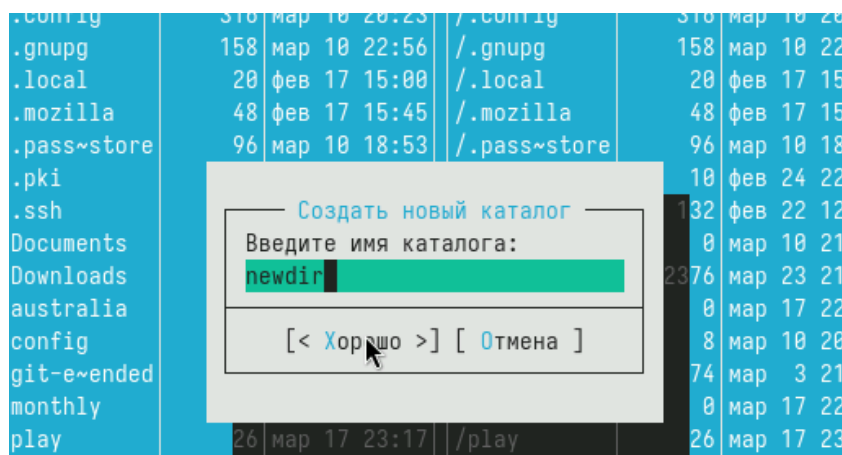 .config 316 мар 10 20:23 /.config 316 мар 10 20
.gnupg 158 мар 10 22:56 /.gnupg 158 мар 10 22
.local 20 фев 17 15:00 /.local 20 фев 17 15
.mozilla 48 фев 17 15:45 /.mozilla 48 фев 17 15
.pass~store 96 мар 10 18:53 /.pass~store 96 мар 10 18
.pki 10 фев 24 22
.ssh 132 фев 22 12
Documents 0 мар 10 21
Downloads 2376 мар 23 21
australia 0 мар 17 22
config 8 мар 10 20
git-e~ended 74 мар 3 21
monthly 0 мар 17 22
play 26 мар 17 23:17 /play 26 мар 17 23
Создать новый каталог
Введите имя каталога:
newdir
[< Хорошо >] [ Отмена ]